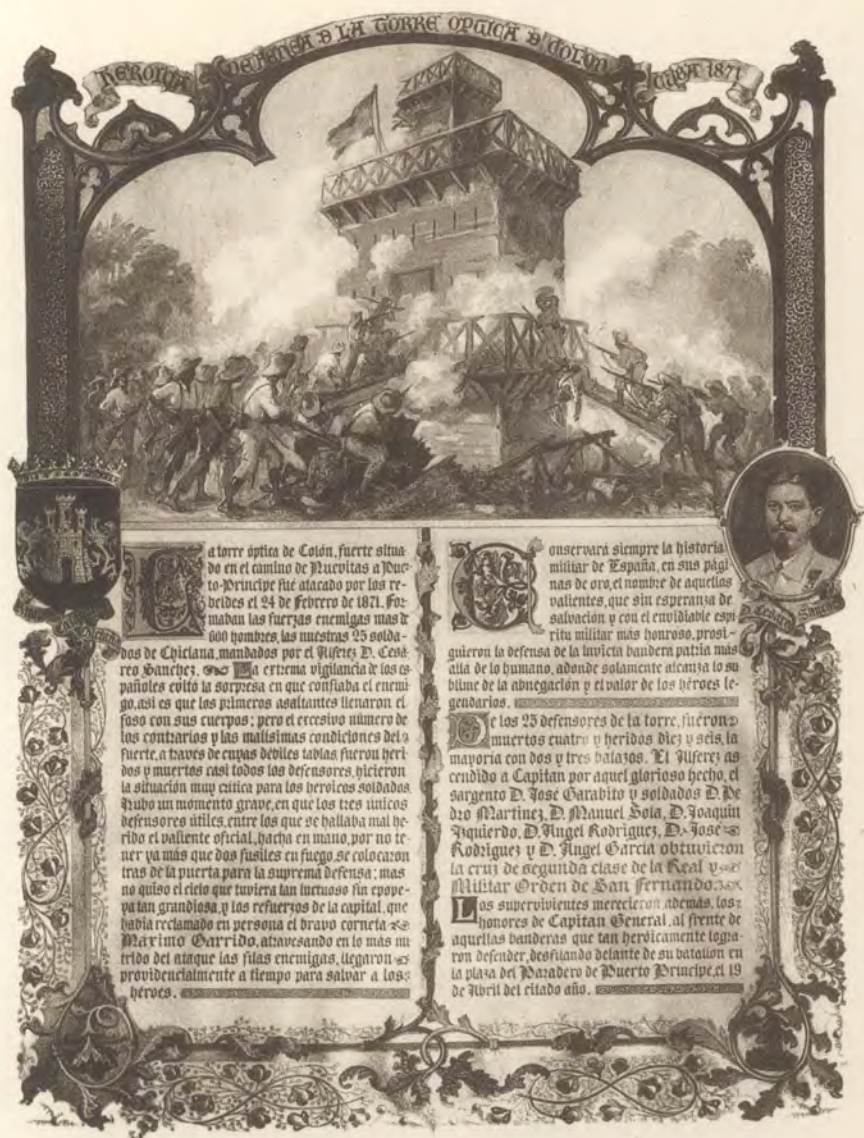 HEROICA DEFENSA D LA TORRE OPTICA D COLON CUBA 1871
La torre óptica de Colón, fuerte situa
do en el camino de Nuevitas a Puer
to-Principe fué atacado por los re-
beldes el 24 de febrero de 1871. For
maban las fuerzas enemigas mas d
600 hombres, las nuestras 25 solda-
dos de Chiclana, mandados por el Alferez D. Cesá
reo Sanchez. La extrema vigilancia de los es
pañoles evitó la sorpresa en que confiaba el enemi
go, así es que los primeros asaltantes llenaron el
foso con sus cuerpos; pero el excesivo número de
los contrarios y las malísimas condiciones del
fuerte, a traves de cuyas débiles tablas, fueron heri
dos y muertos casi todos los defensores, hicieron
la situación muy crítica para los heroicos soldados.
Hubo un momento grave, en que los tres únicos
defensores útiles, entre los que se hallaba mal he
rido el valiente oficial, hacha en mano, por no te-
ner ya más que dos fusiles en fuego, se colocaron
tras de la puerta para la suprema defensa; mas
no quiso el cielo que tuviera tan luctuoso fin epope-
ya tan grandiosa, y los refuerzos de la capital, que
habia reclamado en persona el bravo corneta
Máximo Garrido, atravesando en lo más nu
trido del ataque las filas enemigas, llegaron
providencialmente a tiempo para salvar a los
héroes.
Conservará siempre la historia
militar de España, en sus pági
nas de oro, el nombre de aquellos
valientes, que sin esperanza de
salvación y con el envidiable espi
ritu militar más honroso, prosi-
guieron la defensa de la invicta bandera patria más
alla de lo humano, adonde solamente alcanza lo su
blime de la abnegación y el valor de los héroes le-
gendarios.
De los 25 defensores de la torre, fuéron
muertos cuatro y heridos diez y seis, la
mayoria con dos y tres balazos. El Alferez as
cendido a Capitan por aquel glorioso hecho, el
sargento D. José Garabito y soldados D. Pe
dro Martinez, D. Manuel Sola, D. Joaquin
Izquierdo, D. Angel Rodriguez, D. José
Rodriguez y D. Angel Garcia obtuvieron
la cruz de segunda clase de la Real y
Militar Orden de San Fernando.
Los supervivientes merecieron además, los
honores de Capitan General, al frente de
aquellas banderas que tan heróicamente logra-
ron defender, desfilando delante de su batallon en
la plaza del Paradero de Puerto Principe, el 19
de Abril del citado año.
D. Cesáreo Sanchez